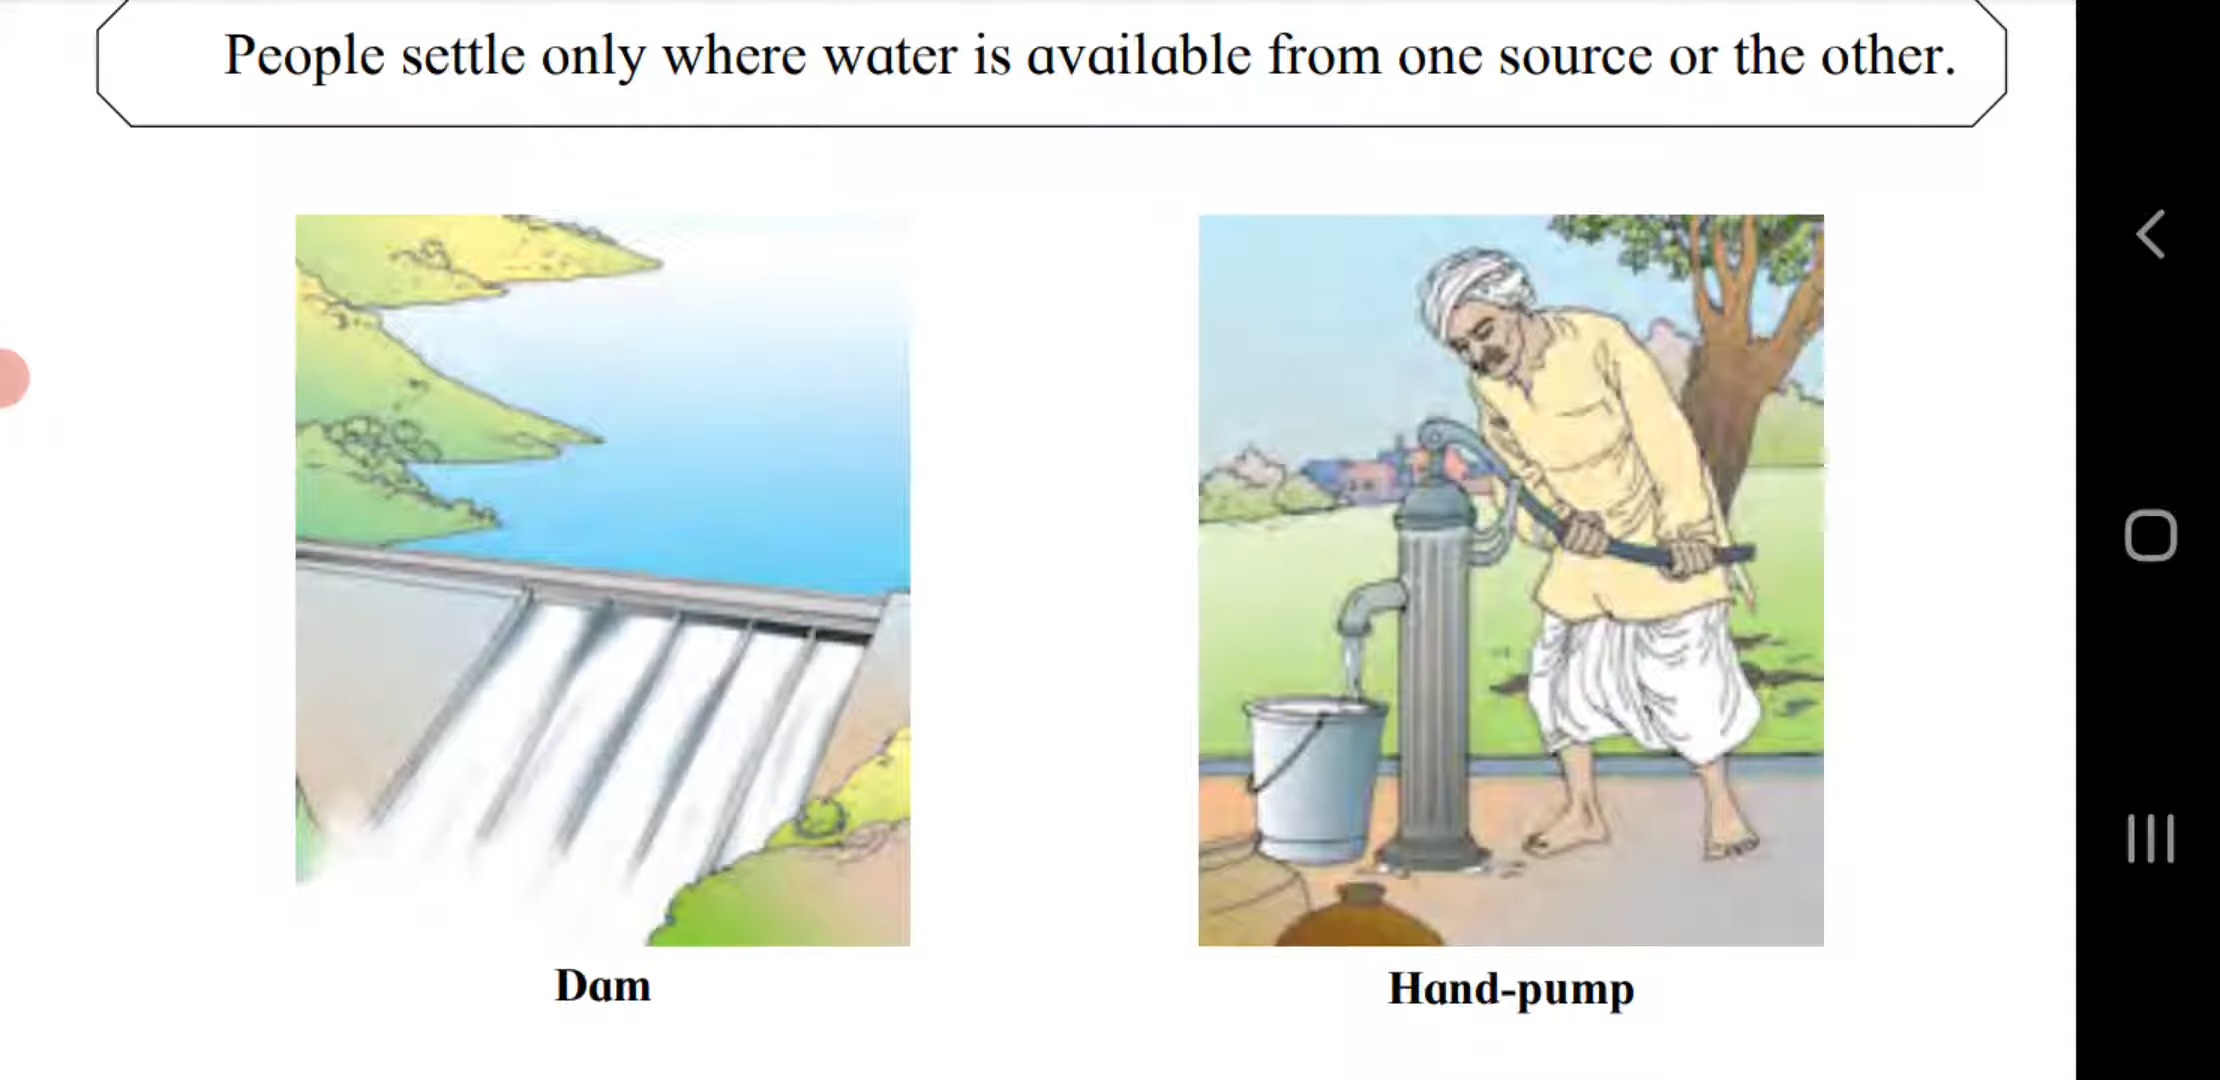 People settle only where water is available from one source or the other.
Dam
Hand-pump